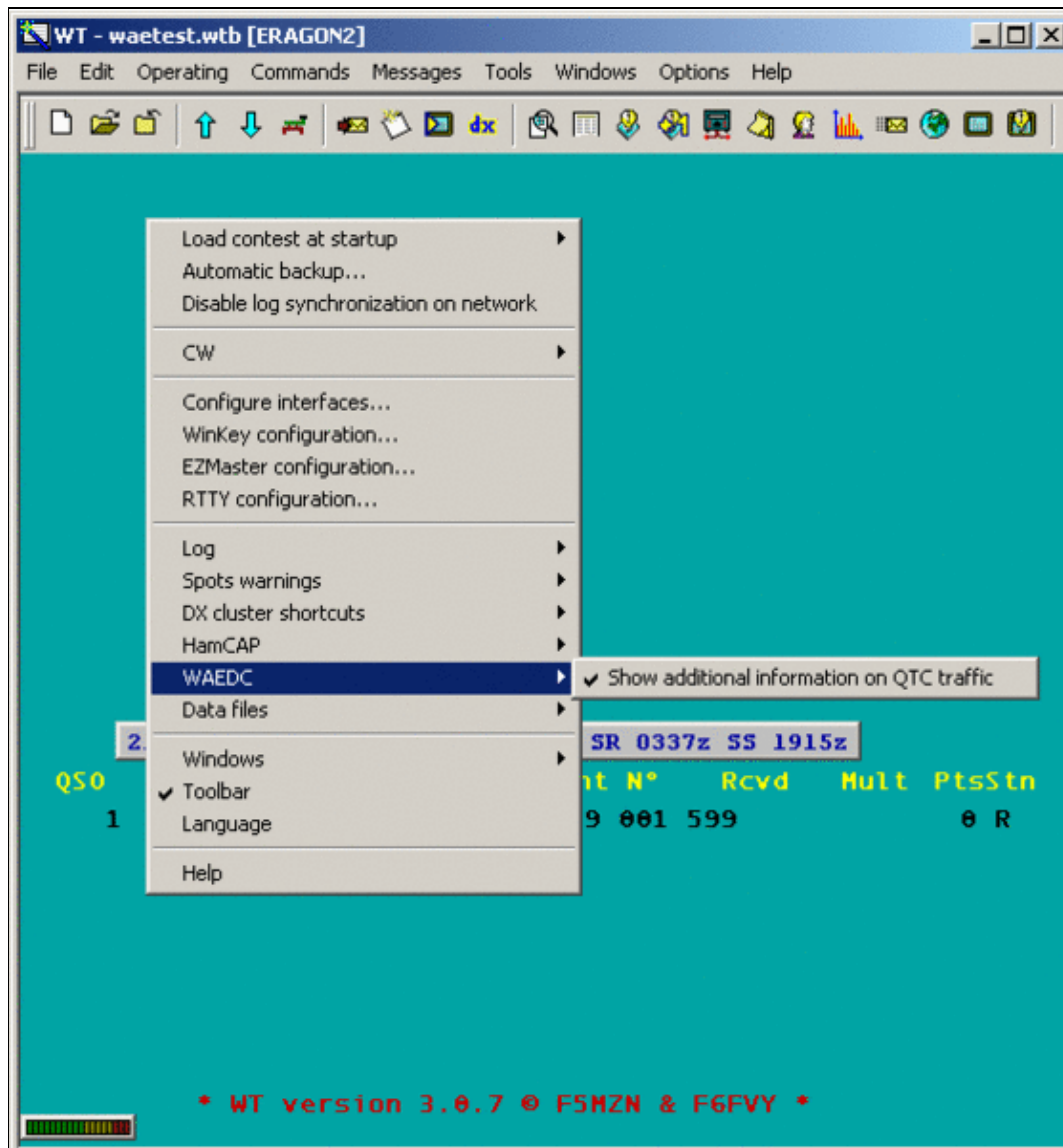 WT - waetest.wtb [ERAGON2]
File Edit Operating Commands Messages Tools Windows Options Help
dx
Load contest at startup
Automatic backup...
Disable log synchronization on network
CW
Configure interfaces...
WinKey configuration...
EZMaster configuration...
RTTY configuration...
Log
Spots warnings
DX cluster shortcuts
HamCAP
WAEDC
Show additional information on QTC traffic
Data files
SR 0337z SS 1915z
Windows
QSO N° Rcvd Mult PtsStn
Toolbar
1 9 001 599 0 R
Language
Help
* WT version 3.0.7 © F5MZN & F6FVY *